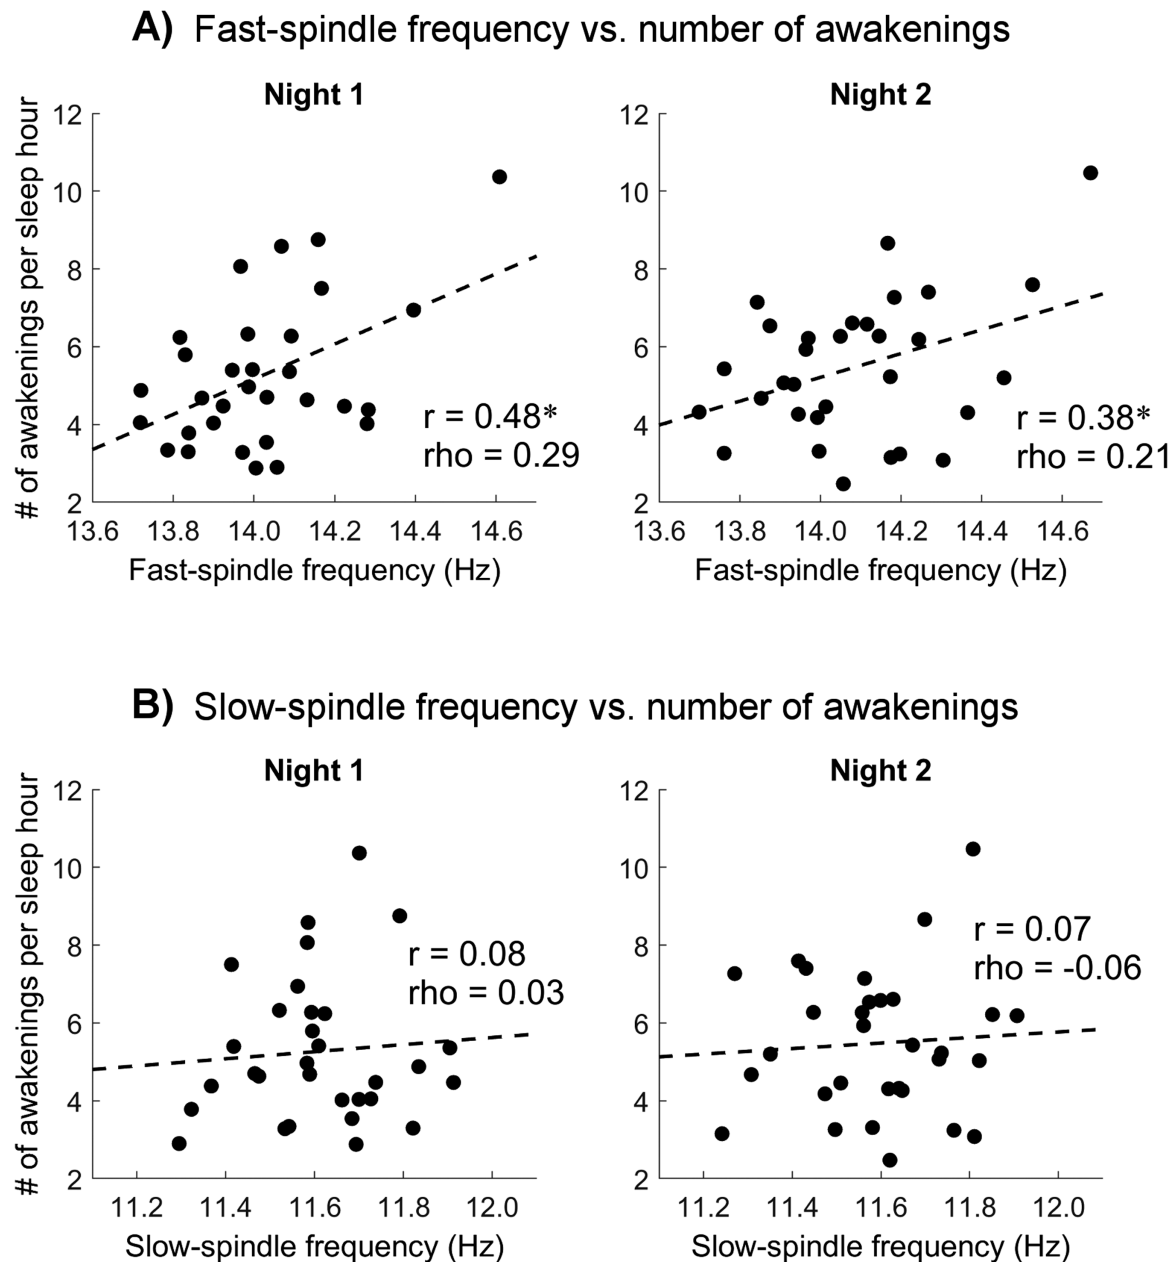 A) Fast-spindle frequency vs. number of awakenings
Night 1
# of awakenings per sleep hour
12
10
8
6
4
2
r = 0.48*
rho = 0.29
13.6 13.8 14.0 14.2 14.4 14.6
Fast-spindle frequency (Hz)
Night 2
12
10
8
6
4
2
r = 0.38*
rho = 0.21
13.6 13.8 14.0 14.2 14.4 14.6
Fast-spindle frequency (Hz)
B) Slow-spindle frequency vs. number of awakenings
Night 1
# of awakenings per sleep hour
12
10
8
6
4
2
r = 0.08
rho = 0.03
11.2 11.4 11.6 11.8 12.0
Slow-spindle frequency (Hz)
Night 2
12
10
8
6
4
2
r = 0.07
rho = -0.06
11.2 11.4 11.6 11.8 12.0
Slow-spindle frequency (Hz)